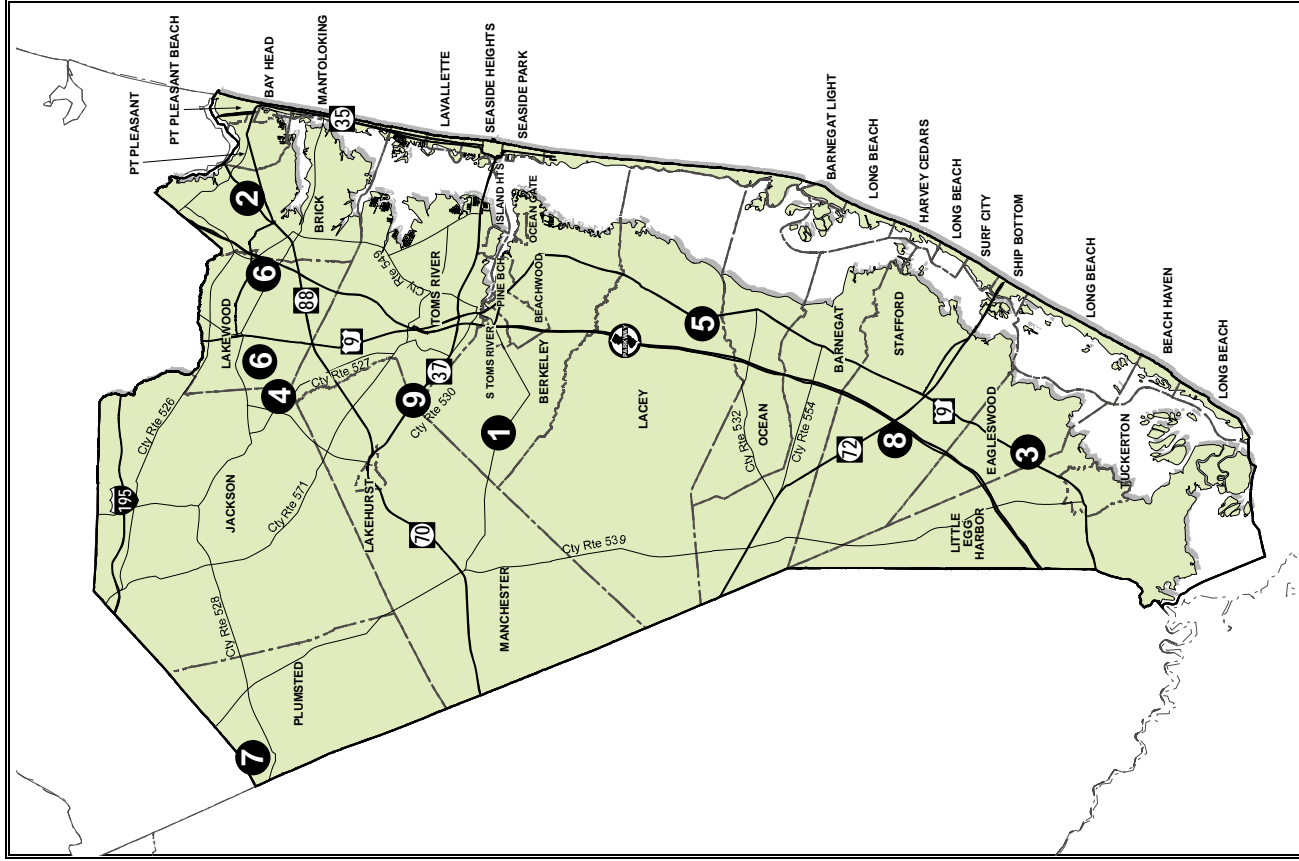 PT PLEASANT
PT PLEASANT BEACH
BAY HEAD
MANTOLOKING
35
LAVALLETTE
SEASIDE HEIGHTS
SEASIDE PARK
BARNEGAT LIGHT
LONG BEACH
HARVEY CEDARS
LONG BEACH
SURF CITY
SHIP BOTTOM
LONG BEACH
BEACH HAVEN
LONG BEACH
2
BRICK
ISLAND HTS
OCEAN GATE
6
88
Cty Rte 549
TOMS RIVER
PINE BCH
BEACHWOOD
LAKEWOOD
9
S TOMS RIVER
BERKELEY
5
BARNEGAT
STAFFORD
6
4
Cty Rte 527
37
9
Cty Rte 530
1
LACEY
Cty Rte 532
OCEAN
Cty Rte 554
72
8
9
EAGLESWOOD
3
TUCKERTON
Cty Rte 526
195
JACKSON
Cty Rte 571
LAKEHURST
70
Cty Rte 539
LITTLE
EGG
HARBOR
MANCHESTER
Cty Rte 528
PLUMSTED
7